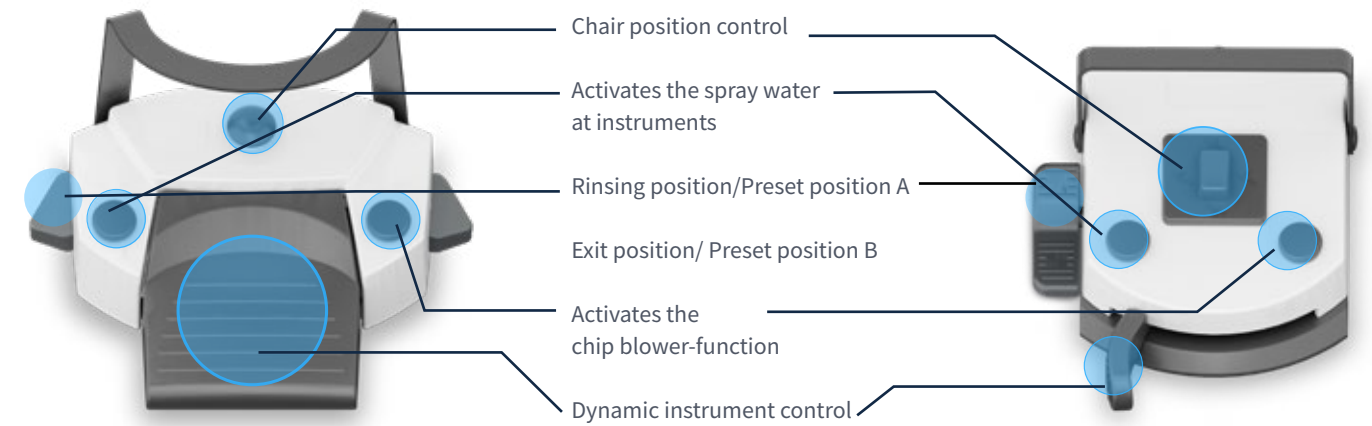 Chair position control
Activates the spray water
at instruments
Rinsing position/Preset position A
Exit position/ Preset position B
Activates the
chip blower-function
Dynamic instrument control